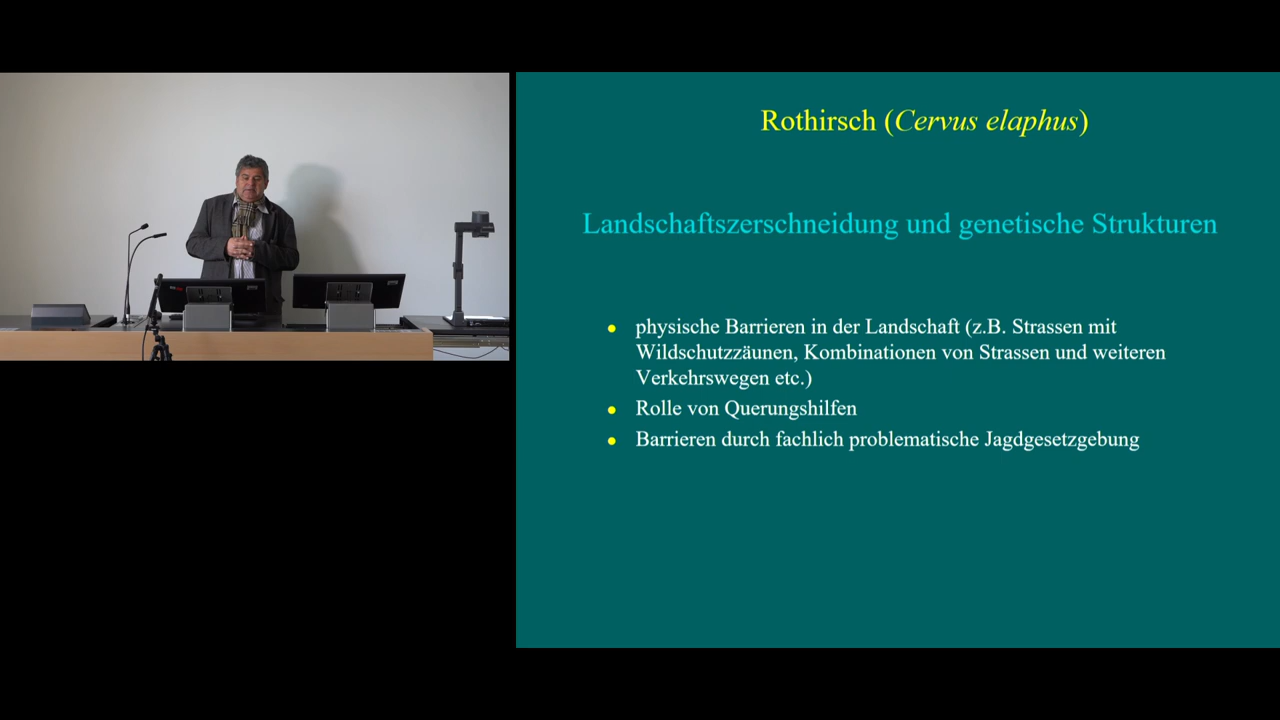 Rothirsch (Cervus elaphus)
Landschaftszerschneidung und genetische Strukturen
physische Barrieren in der Landschaft (z.B. Strassen mit
Wildschutzzäunen, Kombinationen von Strassen und weiteren
Verkehrswegen etc.)
Rolle von Querungshilfen
Barrieren durch fachlich problematische Jagdgesetzgebung